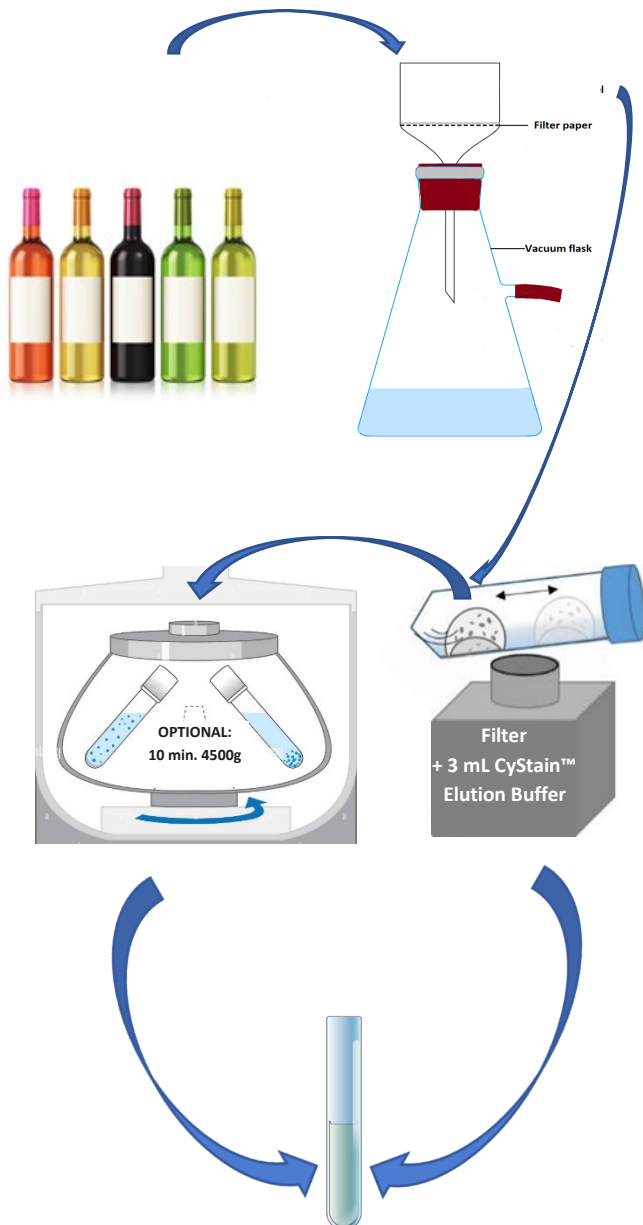 Filter paper
Vacuum flask
OPTIONAL:
10 min. 4500g
Filter
+ 3 mL CyStain™
Elution Buffer